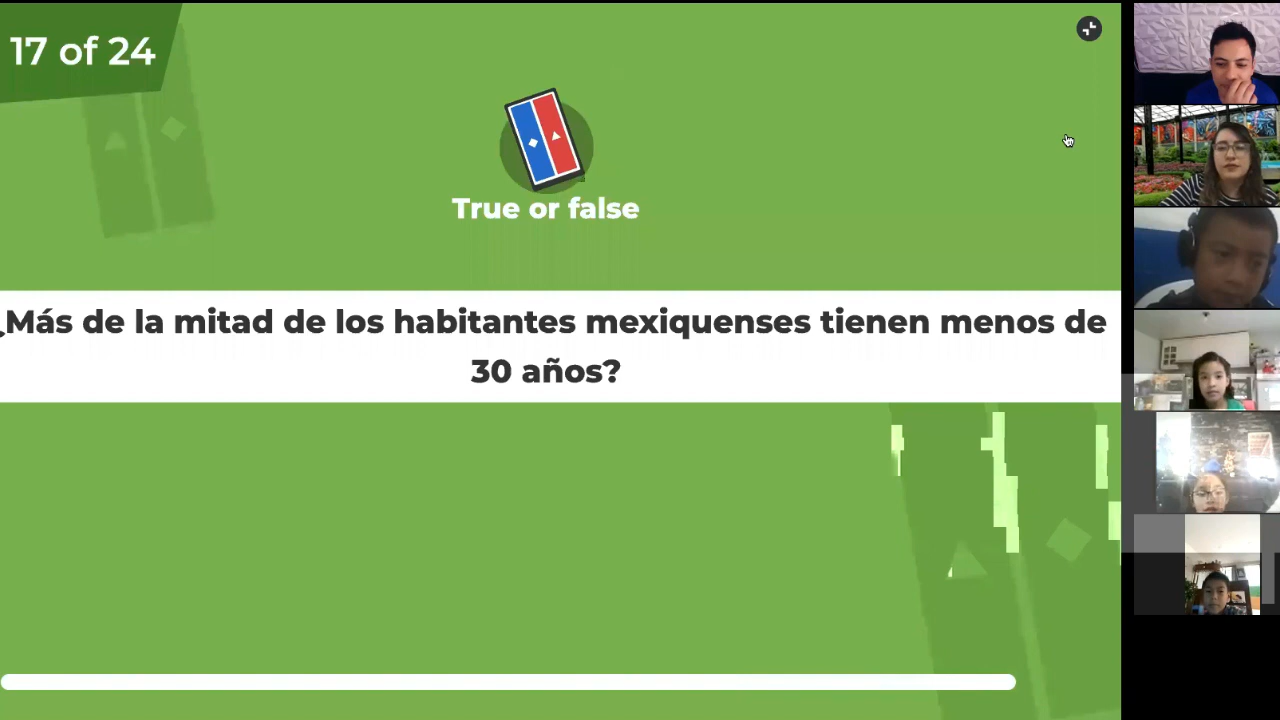 17 of 24
True or false
¿Más de la mitad de los habitantes mexiquenses tienen menos de
30 años?